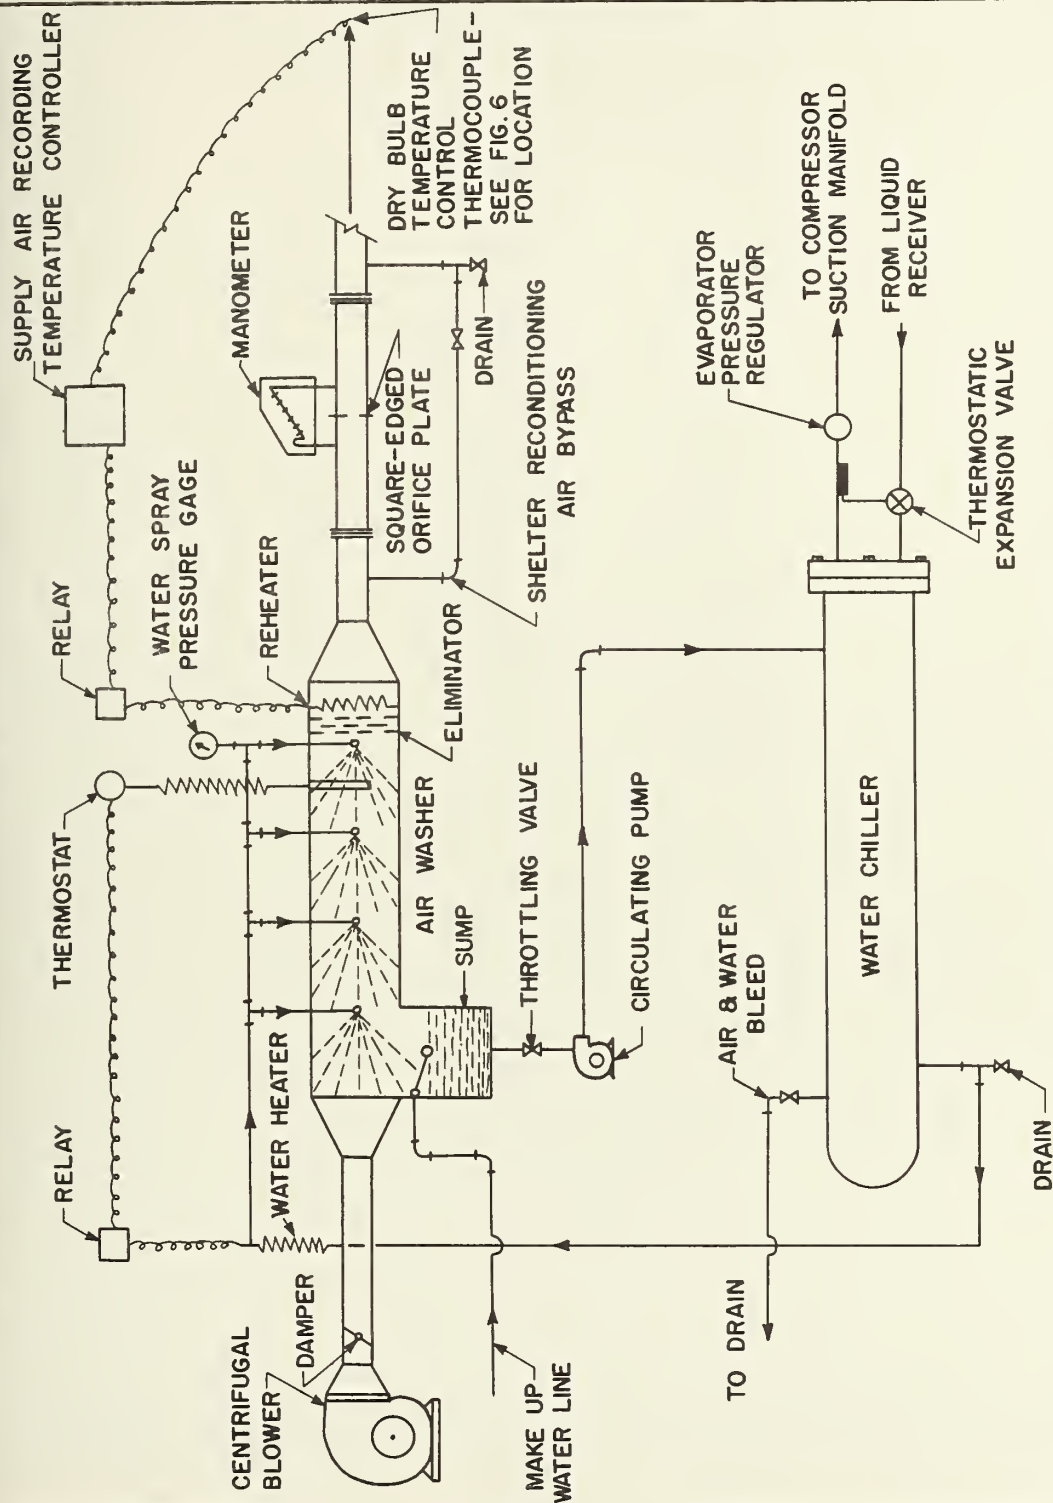 SUPPLY AIR RECORDING
TEMPERATURE CONTROLLER
RELAY
THERMOSTAT
WATER SPRAY
PRESSURE GAGE
RELAY
REHEATER
MANOMETER
DRY BULB
TEMPERATURE
CONTROL
THERMOCOUPLE-
SEE FIG. 6
FOR LOCATION
CENTRIFUGAL
BLOWER
DAMPER
WATER HEATER
AIR WASHER
ELIMINATOR
SQUARE-EDGED
ORIFICE PLATE
DRAIN
SHELTER RECONDITIONING
AIR BYPASS
SUMP
MAKE UP
WATER LINE
THROTTLING VALVE
CIRCULATING PUMP
EVAPORATOR
PRESSURE
REGULATOR
TO COMPRESSOR
SUCTION MANIFOLD
FROM LIQUID
RECEIVER
THERMOSTATIC
EXPANSION VALVE
TO DRAIN
AIR & WATER
BLEED
WATER CHILLER
DRAIN